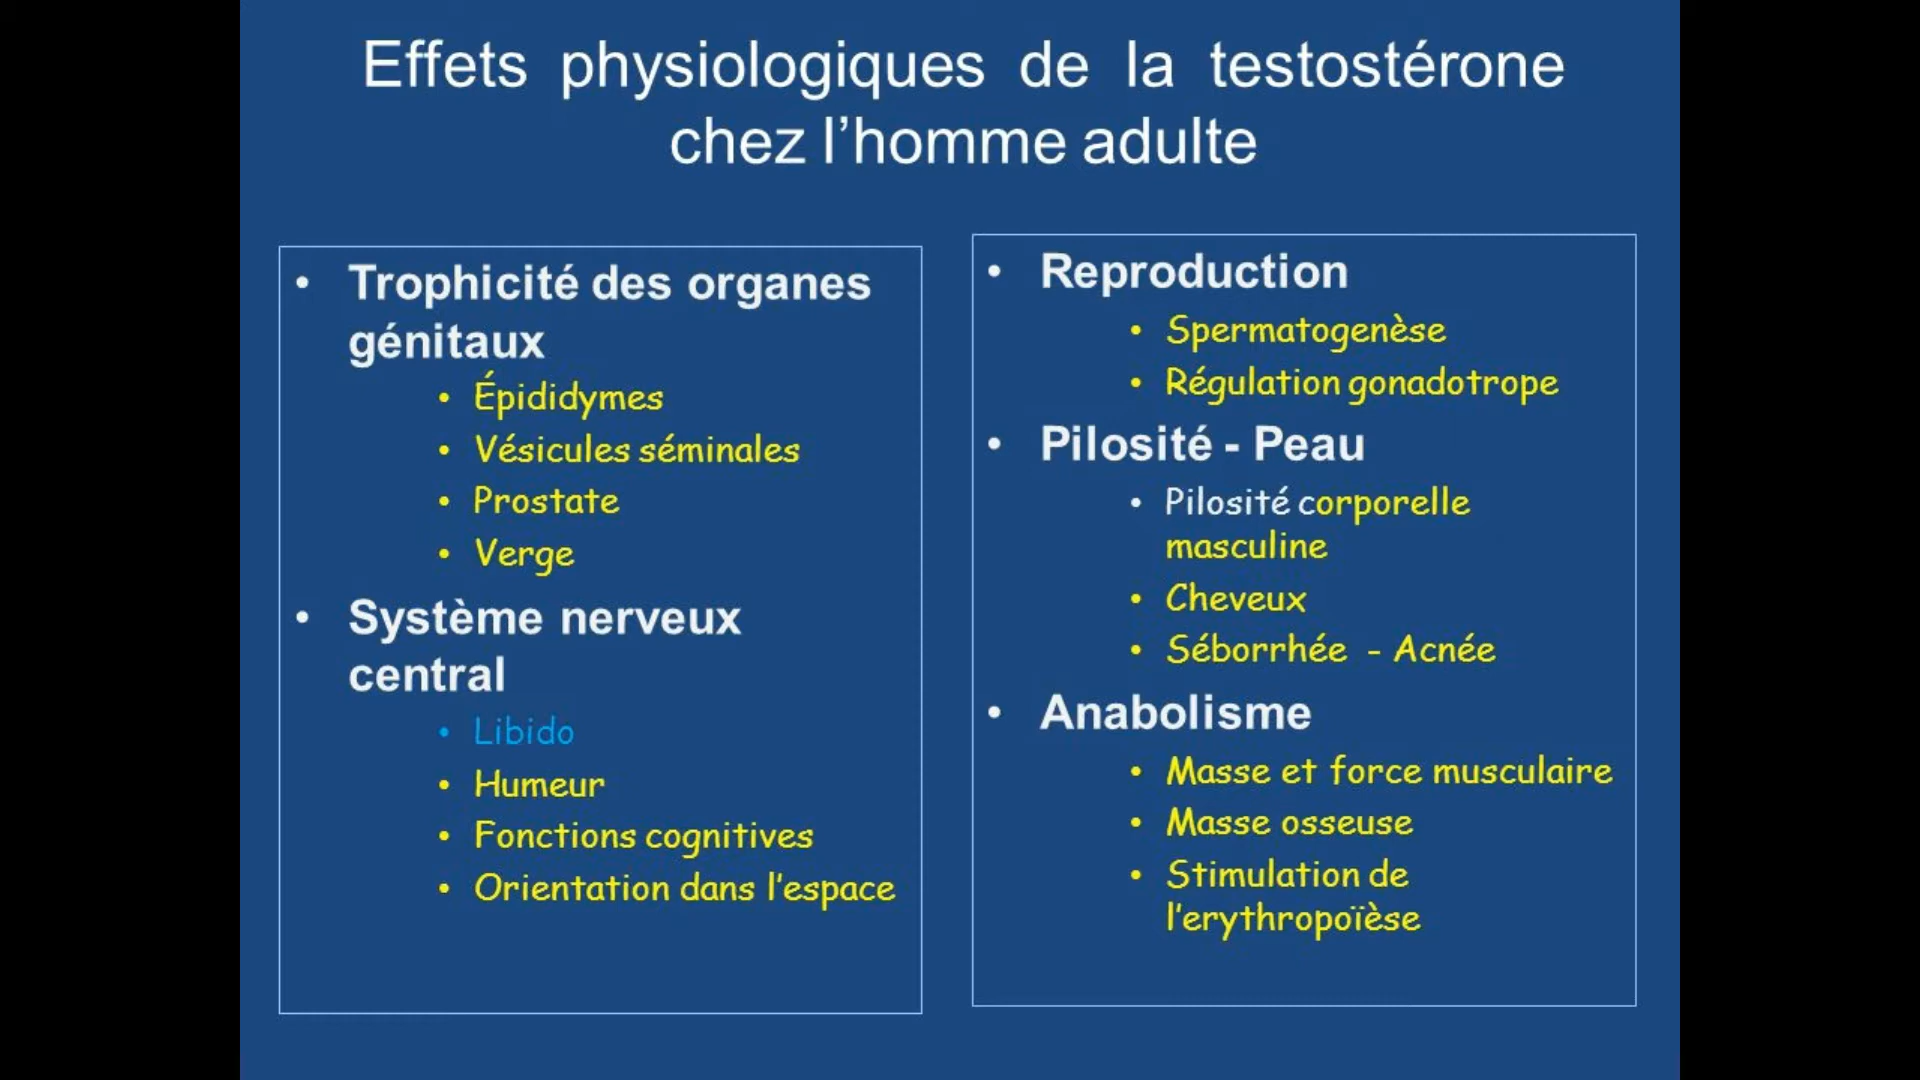 Effets physiologiques de la testostérone
chez l’homme adulte
• Trophicité des organes
génitaux
• Épididymes
• Vésicules séminales
• Prostate
• Verge
• Système nerveux
central
• Libido
• Humeur
• Fonctions cognitives
• Orientation dans l’espace
• Reproduction
• Spermatogenèse
• Régulation gonadotrope
• Pilosité - Peau
• Pilosité corporelle
masculine
• Cheveux
• Séborrhée - Acnée
• Anabolisme
• Masse et force musculaire
• Masse osseuse
• Stimulation de
l’erythropoïèse